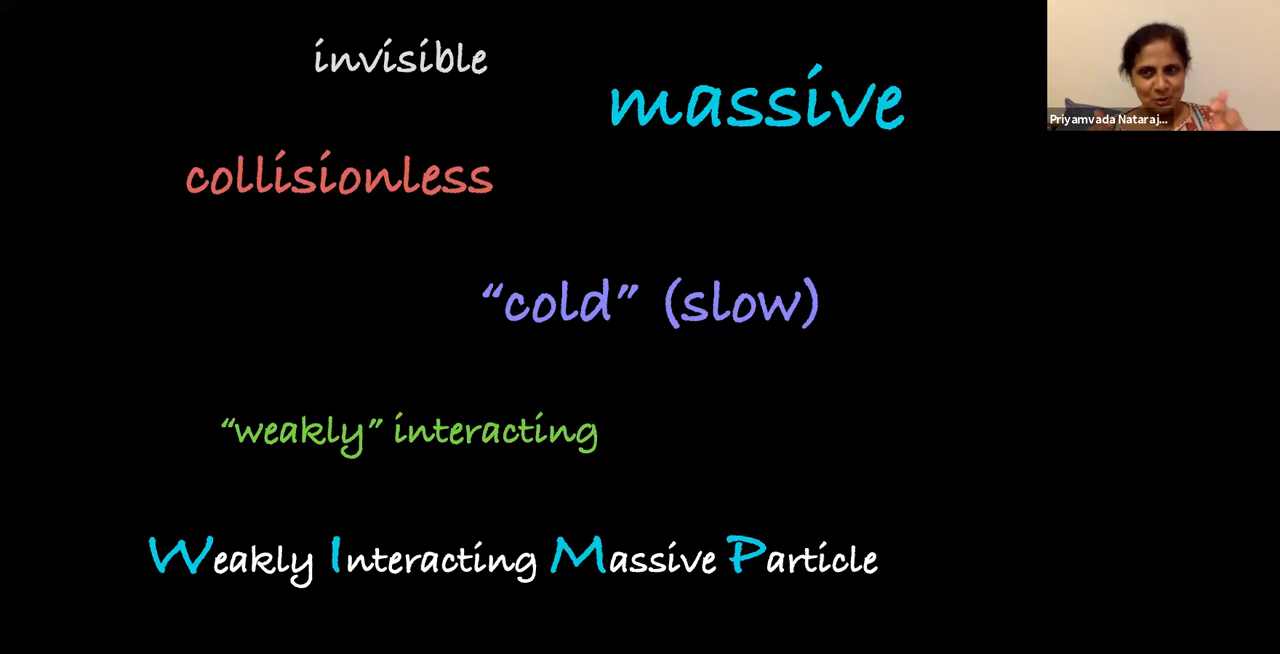 invisible
massive
Priyamvada Nataraj...
collisionless
“cold” (slow)
“weakly” interacting
Weakly Interacting Massive Particle